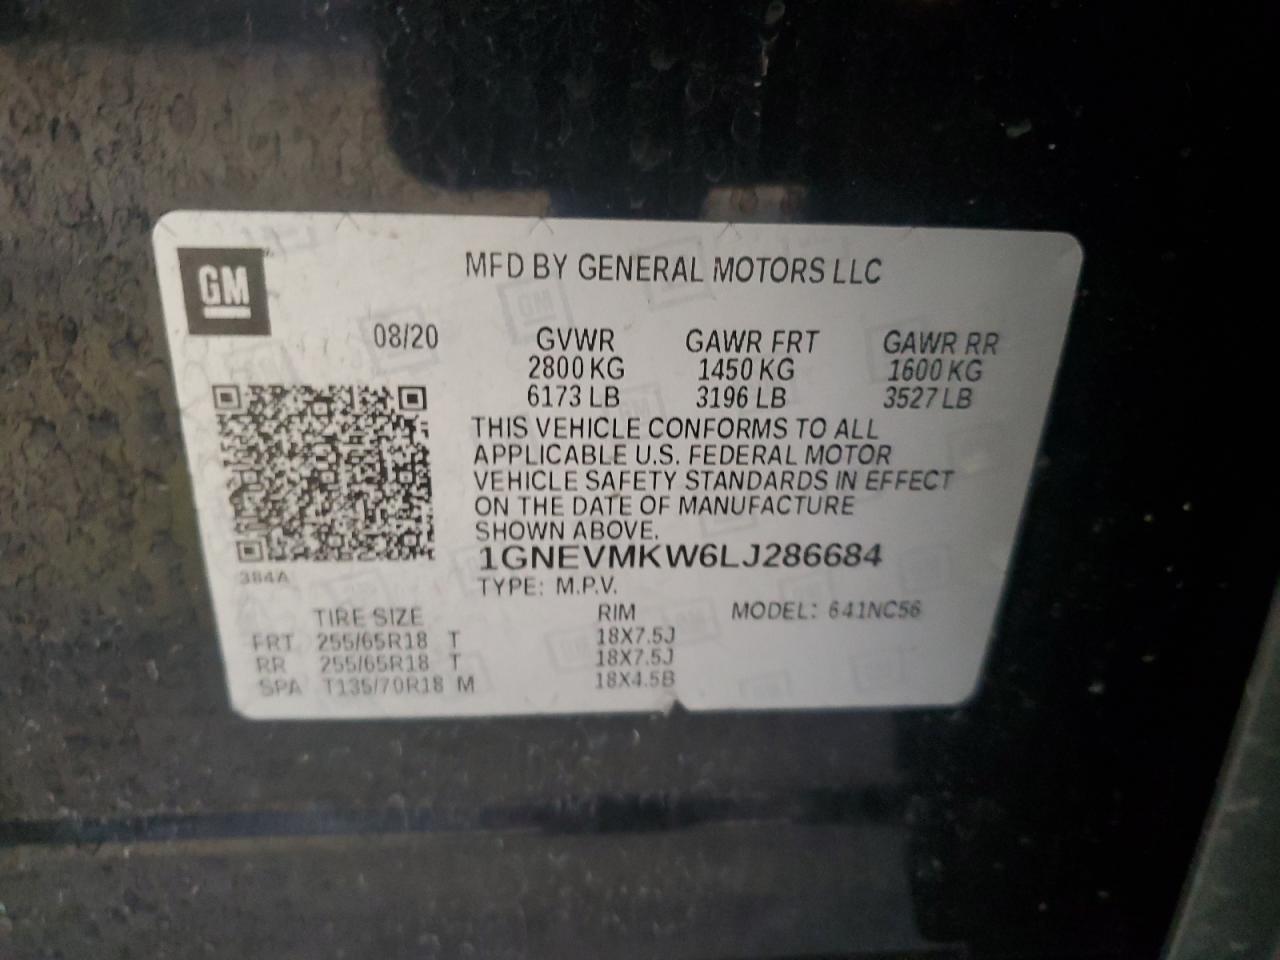 GM
MFD BY GENERAL MOTORS LLC
08/20 GVWR GAWR FRT GAWR RR
2800 KG 1450 KG 1600 KG
6173 LB 3196 LB 3527 LB
THIS VEHICLE CONFORMS TO ALL
APPLICABLE U.S. FEDERAL MOTOR
VEHICLE SAFETY STANDARDS IN EFFECT
ON THE DATE OF MANUFACTURE
SHOWN ABOVE.
1GNEVMKW6LJ286684
384A
TYPE: M.P.V.
TIRE SIZE RIM MODEL: 641NC56
FRT 255/65R18 T 18X7.5J
RR 255/65R18 T 18X7.5J
SPA T135/70R18 M 18X4.5B